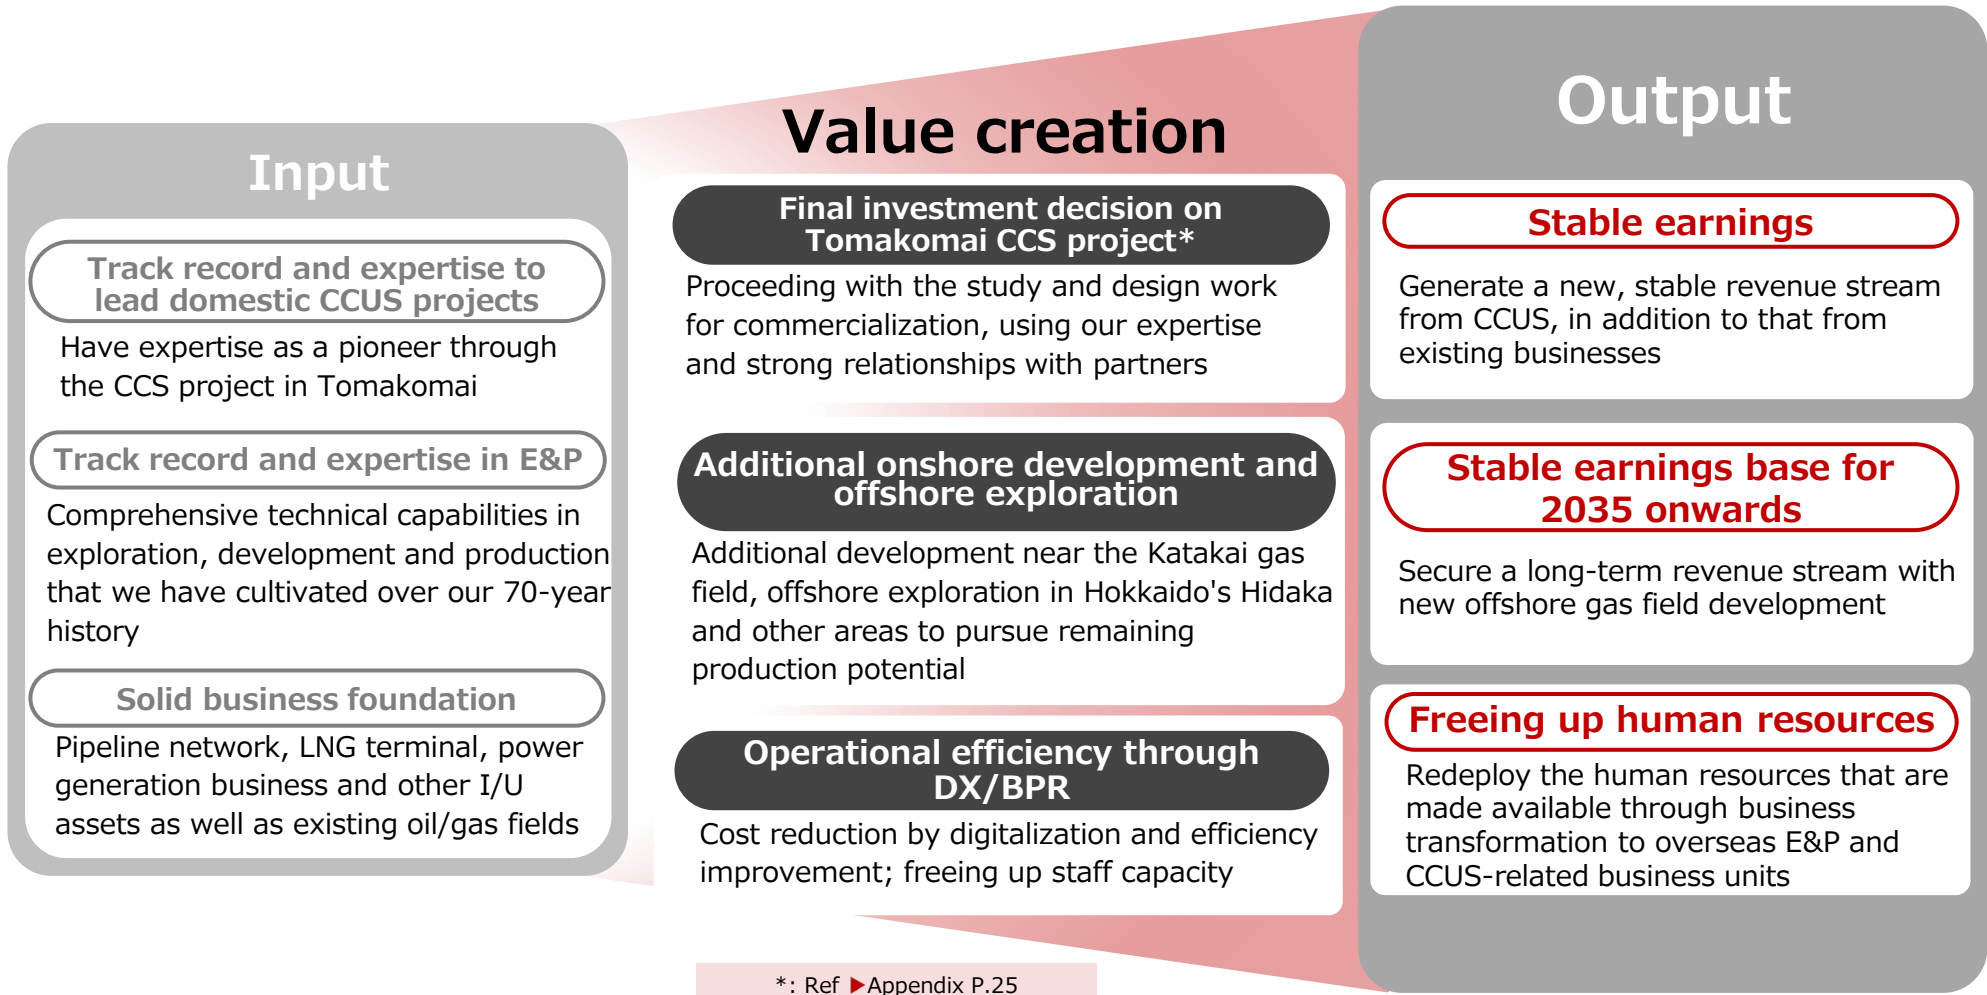 Input
Track record and expertise to
lead domestic CCUS projects
Have expertise as a pioneer through
the CCS project in Tomakomai
Track record and expertise in E&P
Comprehensive technical capabilities in
exploration, development and production
that we have cultivated over our 70-year
history
Solid business foundation
Pipeline network, LNG terminal, power
generation business and other I/U
assets as well as existing oil/gas fields
Value creation
Final investment decision on
Tomakomai CCS project*
Proceeding with the study and design work
for commercialization, using our expertise
and strong relationships with partners
Additional onshore development and
offshore exploration
Additional development near the Katakai gas
field, offshore exploration in Hokkaido's Hidaka
and other areas to pursue remaining
production potential
Operational efficiency through
DX/BPR
Cost reduction by digitalization and efficiency
improvement; freeing up staff capacity
*: Ref ▶Appendix P.25
Output
Stable earnings
Generate a new, stable revenue stream
from CCUS, in addition to that from
existing businesses
Stable earnings base for
2035 onwards
Secure a long-term revenue stream with
new offshore gas field development
Freeing up human resources
Redeploy the human resources that are
made available through business
transformation to overseas E&P and
CCUS-related business units